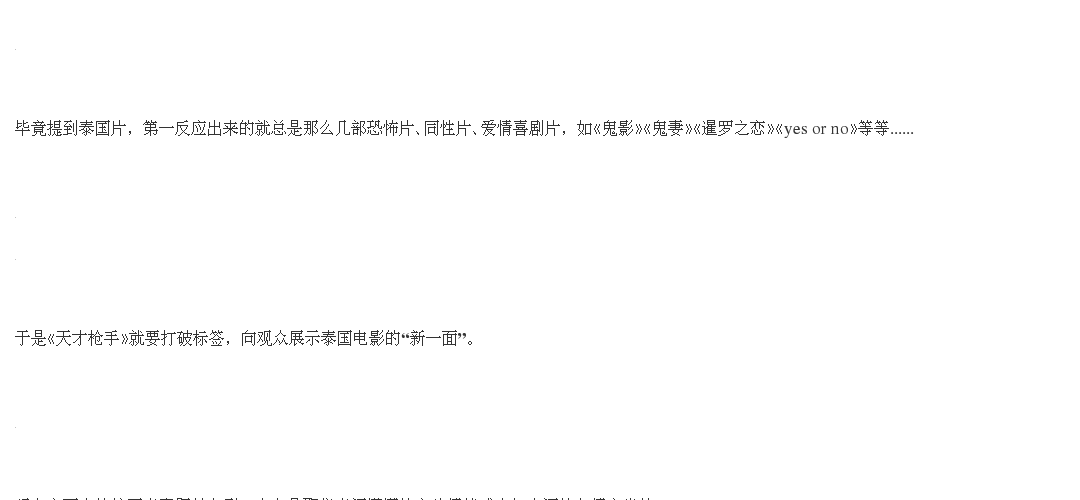 毕竟提到泰国片，第一反应出来的就总是那么几部恐怖片、同性片、爱情喜剧片，如《鬼影》《鬼妻》《暹罗之恋》《yes or no》等等......
于是《天才枪手》就要打破标签，向观众展示泰国电影的“新一面”。